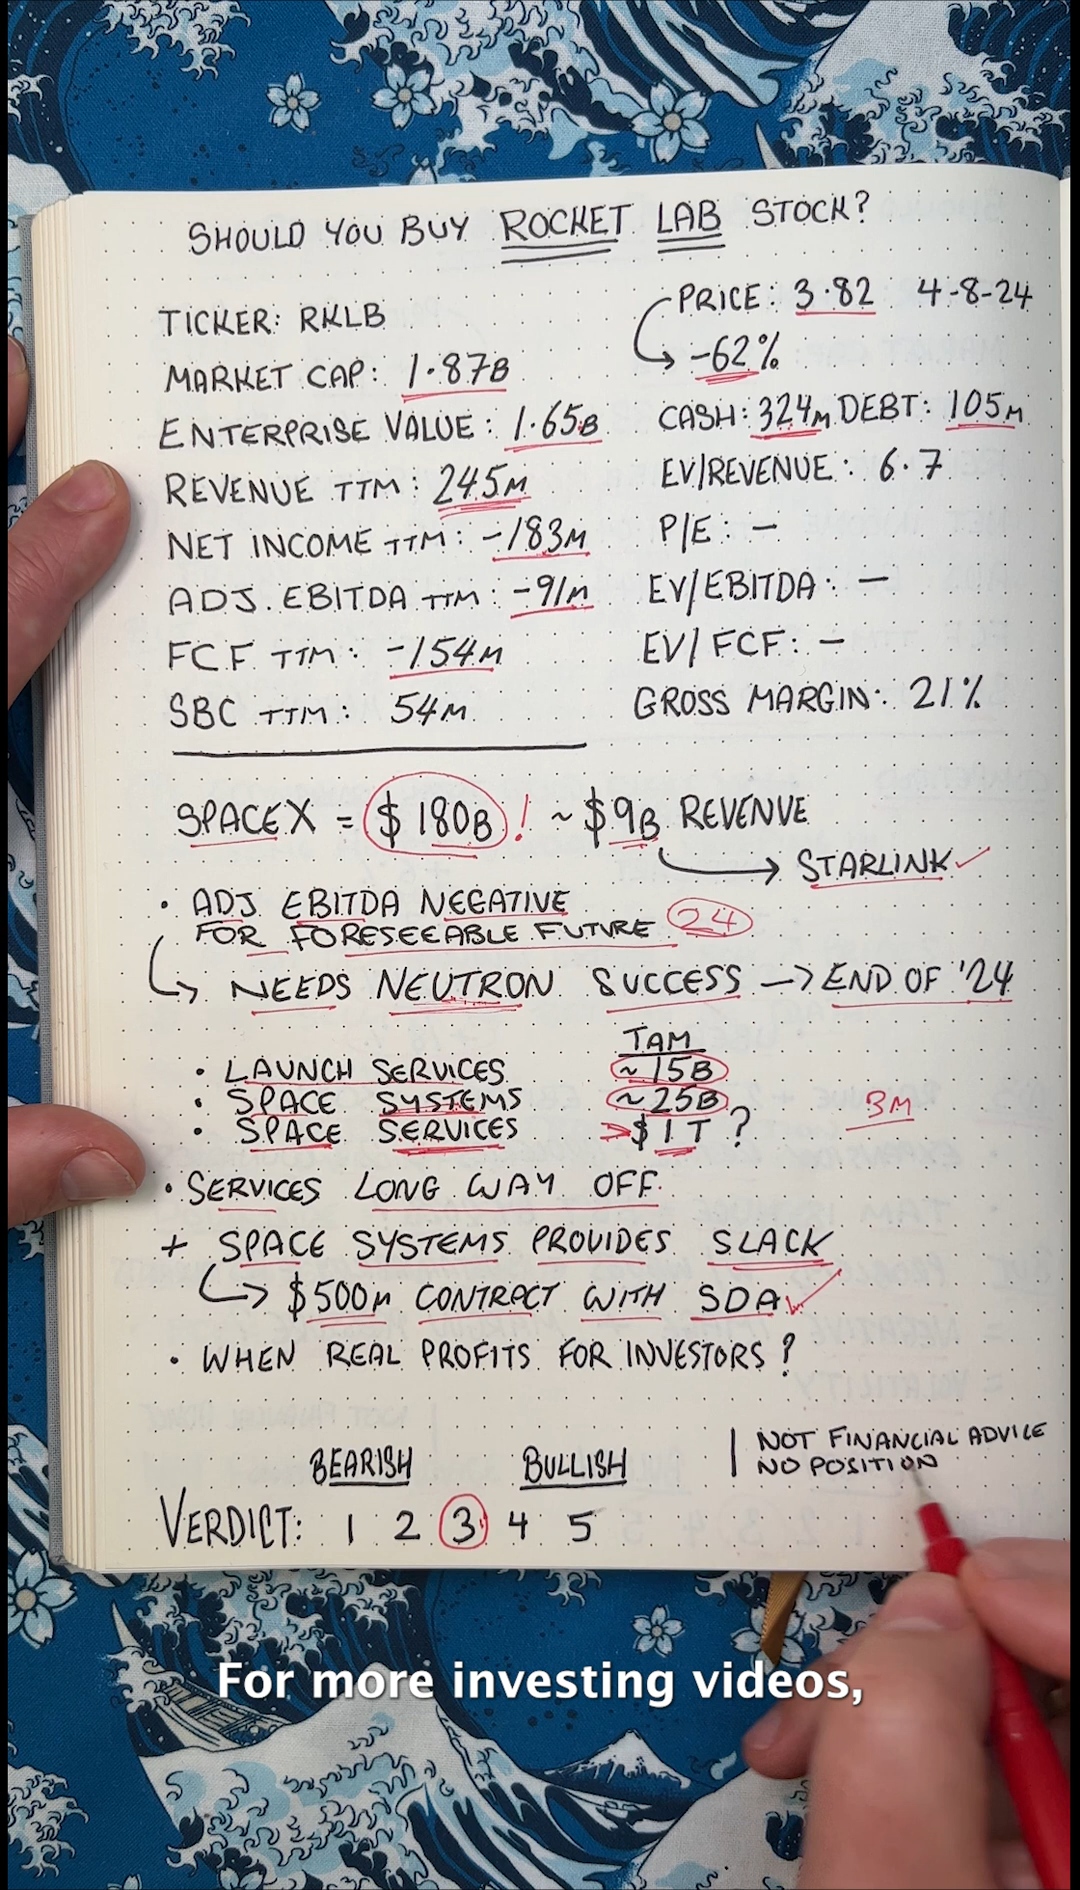 SHOULD YOU BUY ROCKET LAB STOCK?
TICKER: RKLB
PRICE: 3.82 4-8-24
-62%
MARKET CAP: 1.87B
ENTERPRISE VALUE: 1.65B
CASH: 324M DEBT: 105M
REVENUE TTM: 245M
EV/REVENUE: 6.7
NET INCOME TTM: -183M
P/E: -
ADJ. EBITDA TTM: -91M
EV/EBITDA: -
FCF TTM: -154M
EV/FCF: -
SBC TTM: 54M
GROSS MARGIN: 21%
SPACEX = $180B! ~$9B REVENUE
→ STARLINK ✓
• ADJ EBITDA NEGATIVE
FOR FORESEEABLE FUTURE 24
↳ NEEDS NEUTRON SUCCESS → END OF '24
TAM
• LAUNCH SERVICES ~15B
• SPACE SYSTEMS ~25B
3M
• SPACE SERVICES $1T?
• SERVICES LONG WAY OFF
+ SPACE SYSTEMS PROVIDES SLACK
↳ $500M CONTRACT WITH SDA ✓
• WHEN REAL PROFITS FOR INVESTORS?
NOT FINANCIAL ADVICE
NO POSITION
BEARISH BULLISH
VERDICT: 1 2 3 4 5
For more investing videos,